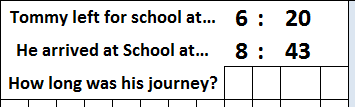 Tommy left for school at... 6 : 20
He arrived at School at... 8 : 43
How long was his journey?